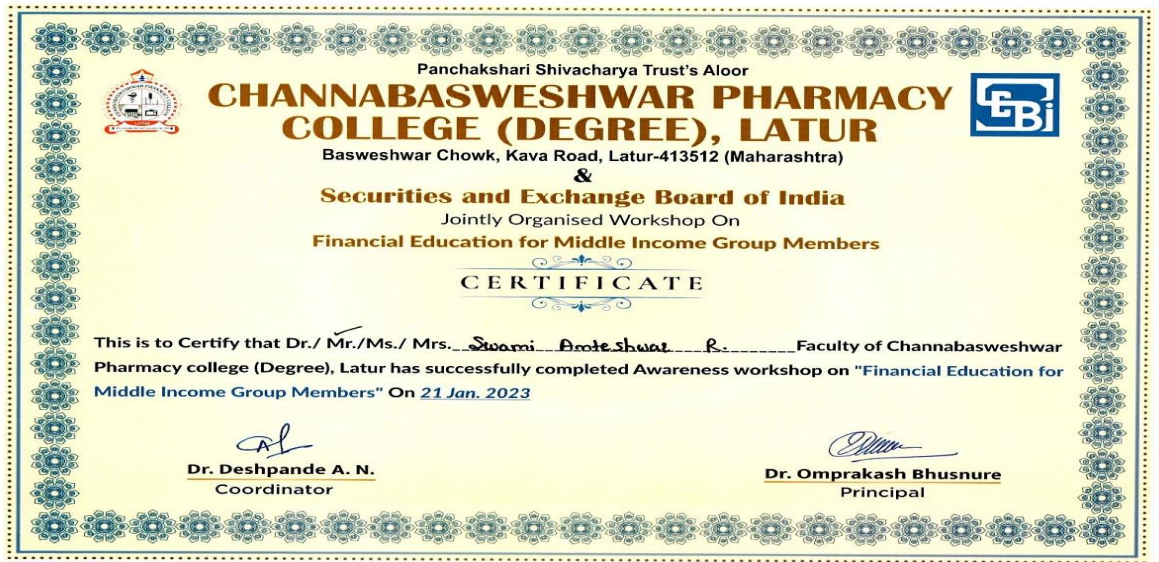 Panchakshari Shivacharya Trust's Aloor
CHANNABASWESHWAR PHARMACY
COLLEGE (DEGREE), LATUR
SEBi
LATUR
Basweshwar Chowk, Kava Road, Latur-413512 (Maharashtra)
&
Securities and Exchange Board of India
Jointly Organised Workshop On
Financial Education for Middle Income Group Members
CERTIFICATE
This is to Certify that Dr./ Mr./Ms./ Mrs. Swami Amteshwar R. Faculty of Channabasweshwar
Pharmacy college (Degree), Latur has successfully completed Awareness workshop on "Financial Education for
Middle Income Group Members" On 21 Jan. 2023
Dr. Deshpande A. N.
Coordinator
Dr. Omprakash Bhusnure
Principal